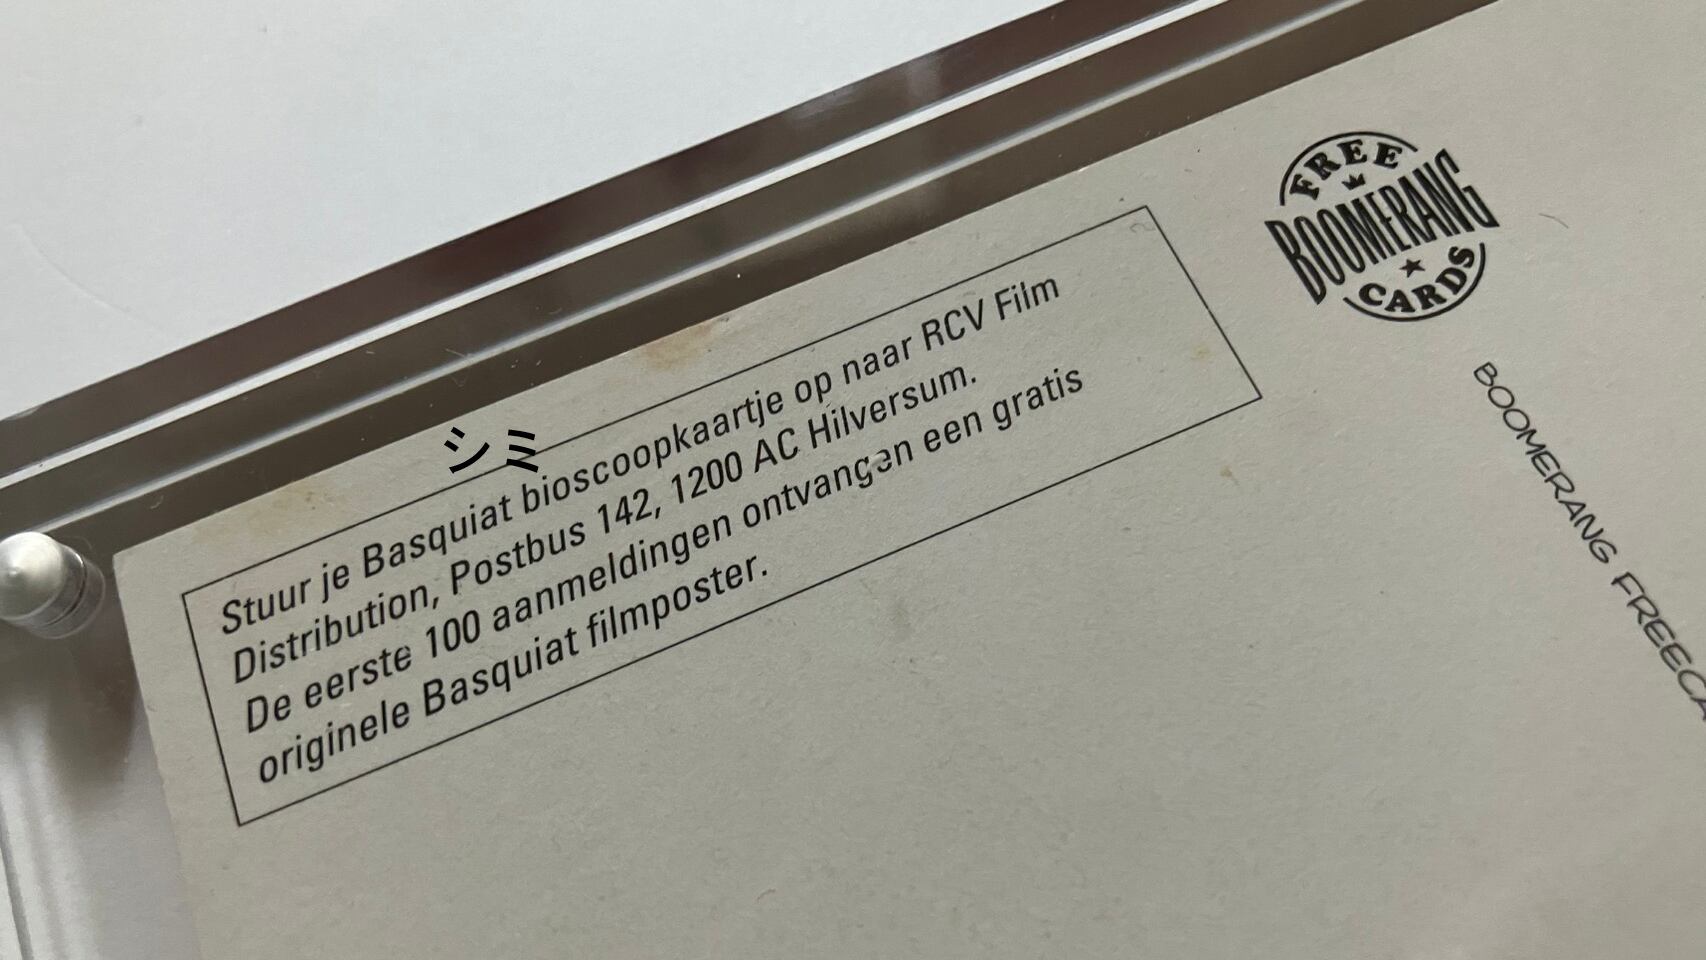 シミ
Stuur je Basquiat bioscoopkaartje op naar RCV Film
Distribution, Postbus 142, 1200 AC Hilversum.
De eerste 100 aanmeldingen ontvangen een gratis
originele Basquiat filmposter.
FREE
BOOMERANG
CARDS
BOOMERANG FREECA